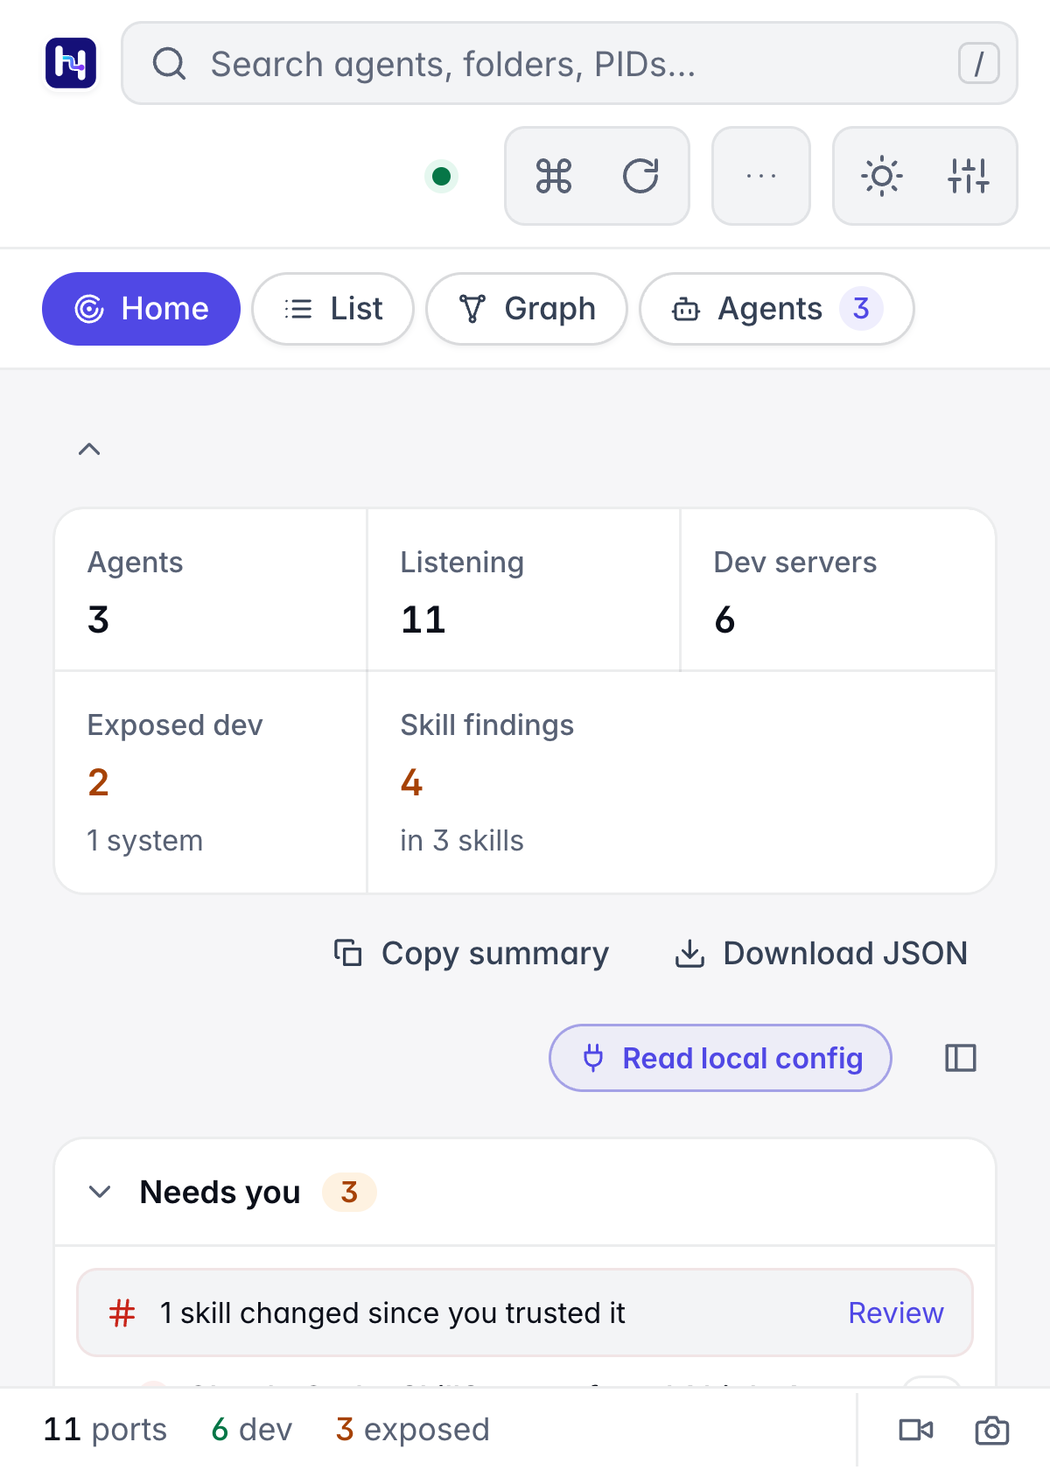 Search agents, folders, PIDs...
/
Home
List
Graph
Agents 3
Agents
3
Listening
11
Dev servers
6
Exposed dev
2
1 system
Skill findings
4
in 3 skills
Copy summary
Download JSON
Read local config
Needs you 3
# 1 skill changed since you trusted it
Review
11 ports 6 dev 3 exposed